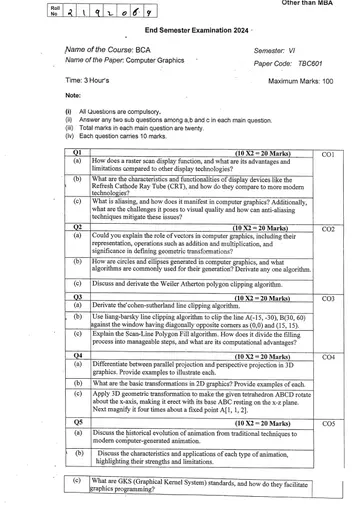 Other than MBA
Roll No 2 1 9 2 0 6 4
End Semester Examination 2024
Name of the Course: BCA
Semester: VI
Name of the Paper: Computer Graphics
Paper Code: TBC601
Time: 3 Hour's
Maximum Marks: 100
Note:
(i) All Questions are compulsory.
(ii) Answer any two sub questions among a,b and c in each main question.
(iii) Total marks in each main question are twenty.
(iv) Each question carries 10 marks.
Q1 (10 X2 = 20 Marks) CO1
(a) How does a raster scan display function, and what are its advantages and
limitations compared to other display technologies?
(b) What are the characteristics and functionalities of display devices like the
Refresh Cathode Ray Tube (CRT), and how do they compare to more modern
technologies?
(c) What is aliasing, and how does it manifest in computer graphics? Additionally,
what are the challenges it poses to visual quality and how can anti-aliasing
techniques mitigate these issues?
Q2 (10 X2 = 20 Marks) CO2
(a) Could you explain the role of vectors in computer graphics, including their
representation, operations such as addition and multiplication, and
significance in defining geometric transformations?
(b) How are circles and ellipses generated in computer graphics, and what
algorithms are commonly used for their generation? Derivate any one algorithm.
(c) Discuss and derivate the Weiler Atherton polygon clipping algorithm.
Q3 (10 X2 = 20 Marks) CO3
(a) Derivate the cohen-sutherland line clipping algorithm.
(b) Use liang-barsky line clipping algorithm to clip the line A(-15, -30), B(30, 60)
against the window having diagonally opposite corners as (0,0) and (15, 15).
(c) Explain the Scan-Line Polygon Fill algorithm. How does it divide the filling
process into manageable steps, and what are its computational advantages?
Q4 (10 X2 = 20 Marks) CO4
(a) Differentiate between parallel projection and perspective projection in 3D
graphics. Provide examples to illustrate each.
(b) What are the basic transformations in 2D graphics? Provide examples of each.
(c) Apply 3D geometric transformation to make the given tetrahedron ABCD rotate
about the x-axis, making it erect with its base ABC resting on the x-z plane.
Next magnify it four times about a fixed point A[1, 1, 2].
Q5 (10 X2 = 20 Marks) CO5
(a) Discuss the historical evolution of animation from traditional techniques to
modern computer-generated animation.
(b) Discuss the characteristics and applications of each type of animation,
highlighting their strengths and limitations.
(c) What are GKS (Graphical Kernel System) standards, and how do they facilitate
graphics programming?